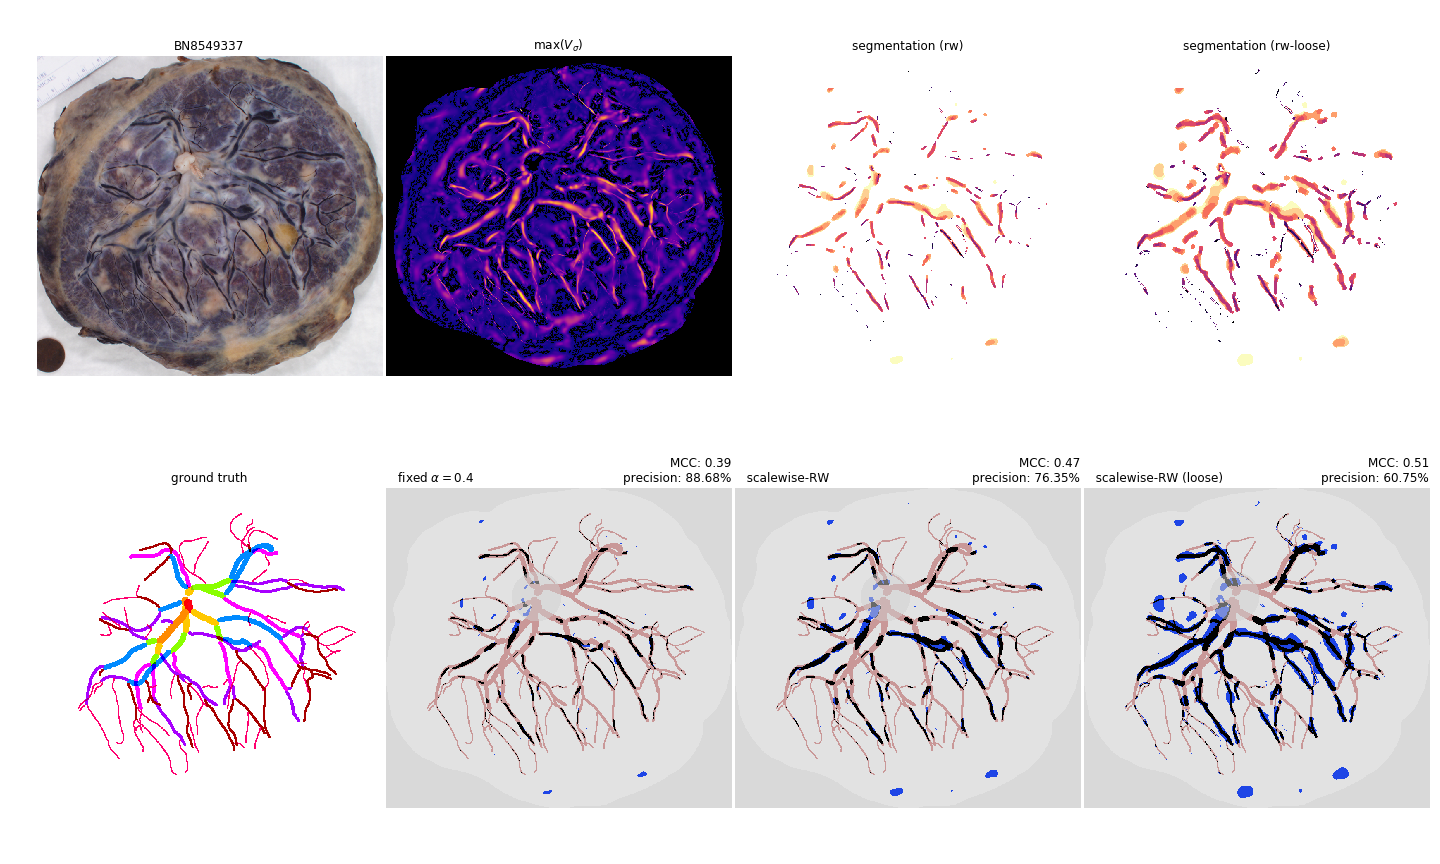 BN8549337
max(Vσ)
segmentation (rw)
segmentation (rw-loose)
ground truth
fixed α = 0.4
MCC: 0.39
precision: 88.68%
scalewise-RW
MCC: 0.47
precision: 76.35%
scalewise-RW (loose)
MCC: 0.51
precision: 60.75%